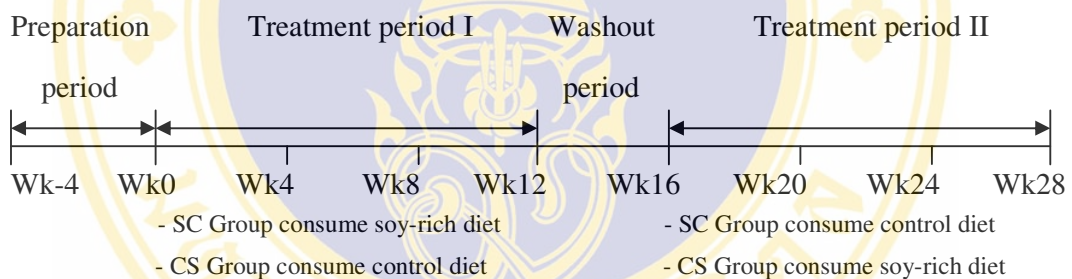 Preparation Treatment period I Washout Treatment period II
period period
Wk-4 Wk0 Wk4 Wk8 Wk12 Wk16 Wk20 Wk24 Wk28
- SC Group consume soy-rich diet - SC Group consume control diet
- CS Group consume control diet - CS Group consume soy-rich diet